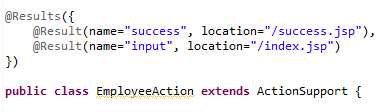 @Results({
    @Result(name="success", location="/success.jsp"),
    @Result(name="input", location="/index.jsp")
})
public class EmployeeAction extends ActionSupport {